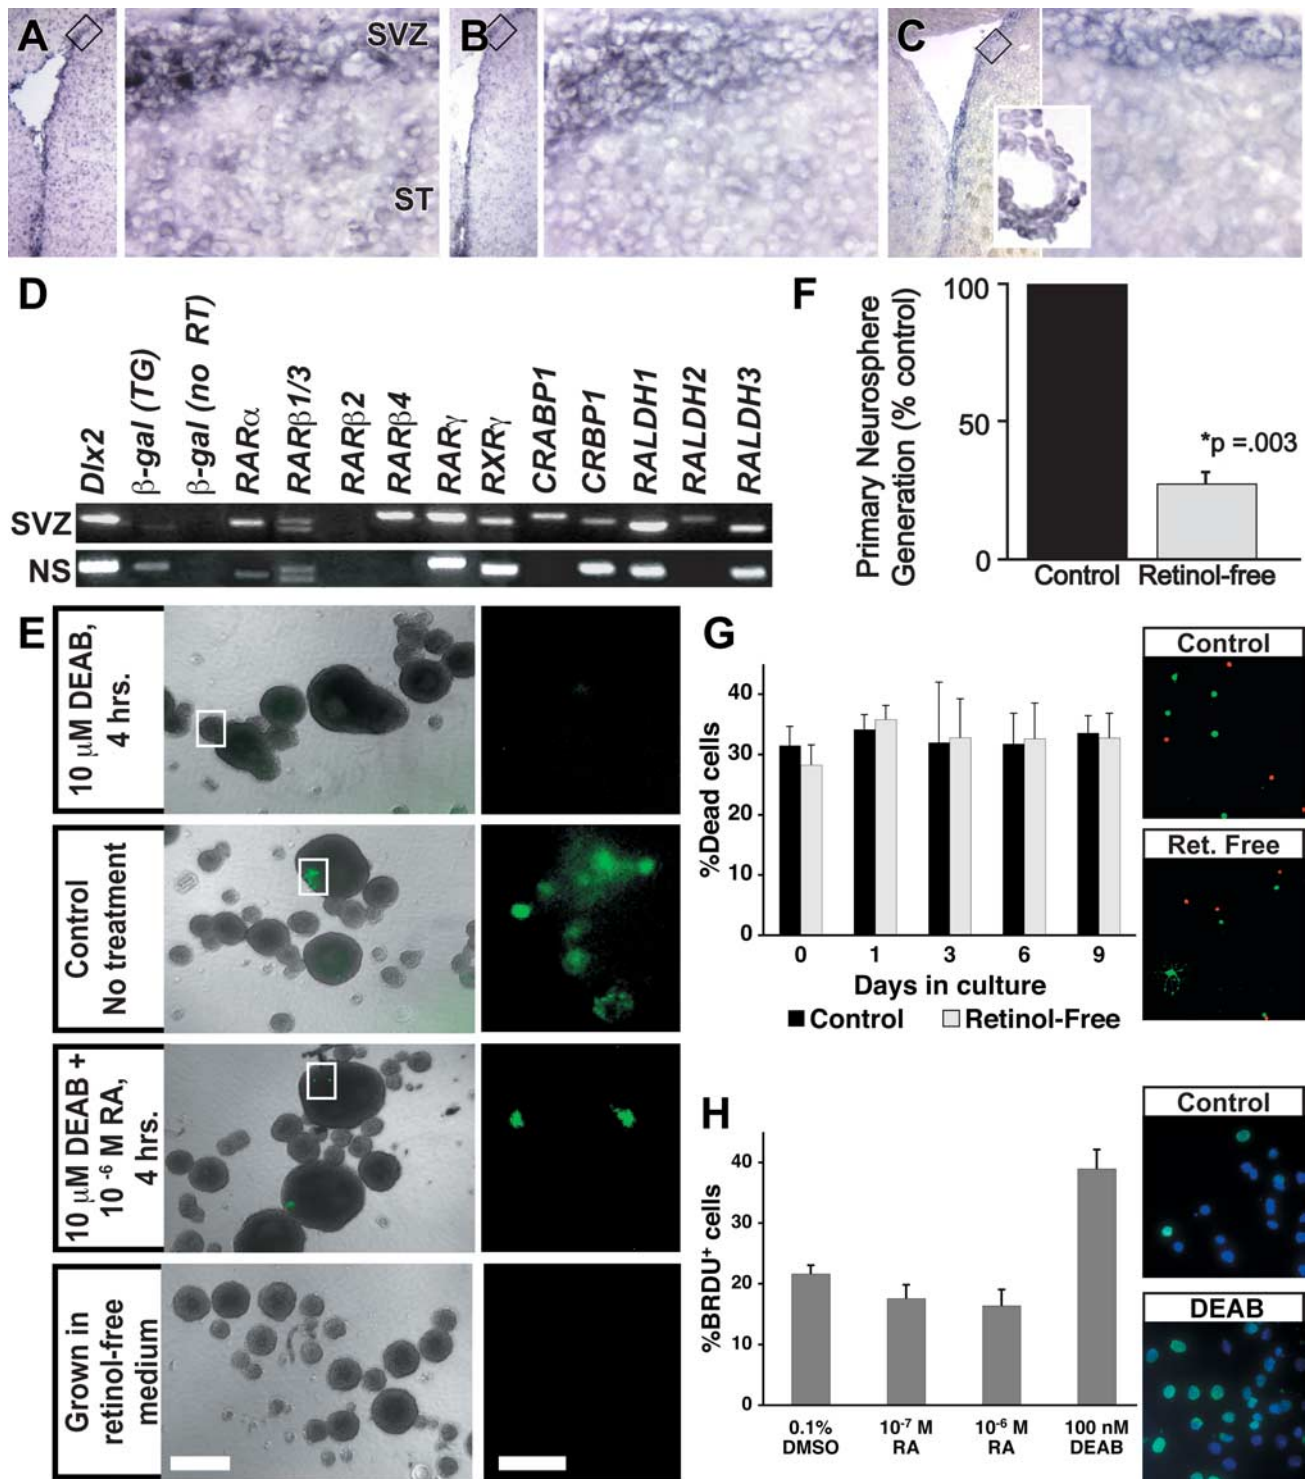 A
SVZ
ST
B
C
D
Dlx2
β-gal (TG)
β-gal (no RT)
RARα
RARβ1/3
RARβ2
RARβ4
RARγ
RXRγ
CRABP1
CRBP1
RALDH1
RALDH2
RALDH3
SVZ
NS
F
Primary Neurosphere
Generation (% control)
100
50
0
*p =.003
Control
Retinol-free
E
10 μM DEAB,
4 hrs.
Control
No treatment
10 μM DEAB +
10 -6 M RA,
4 hrs.
Grown in
retinol-free
medium
G
%Dead cells
40
30
20
10
0
0 1 3 6 9
Days in culture
Control Retinol-Free
Control
Ret. Free
H
%BRDU+ cells
40
30
20
10
0
0.1%
DMSO
10-7 M
RA
10-6 M
RA
100 nM
DEAB
Control
DEAB